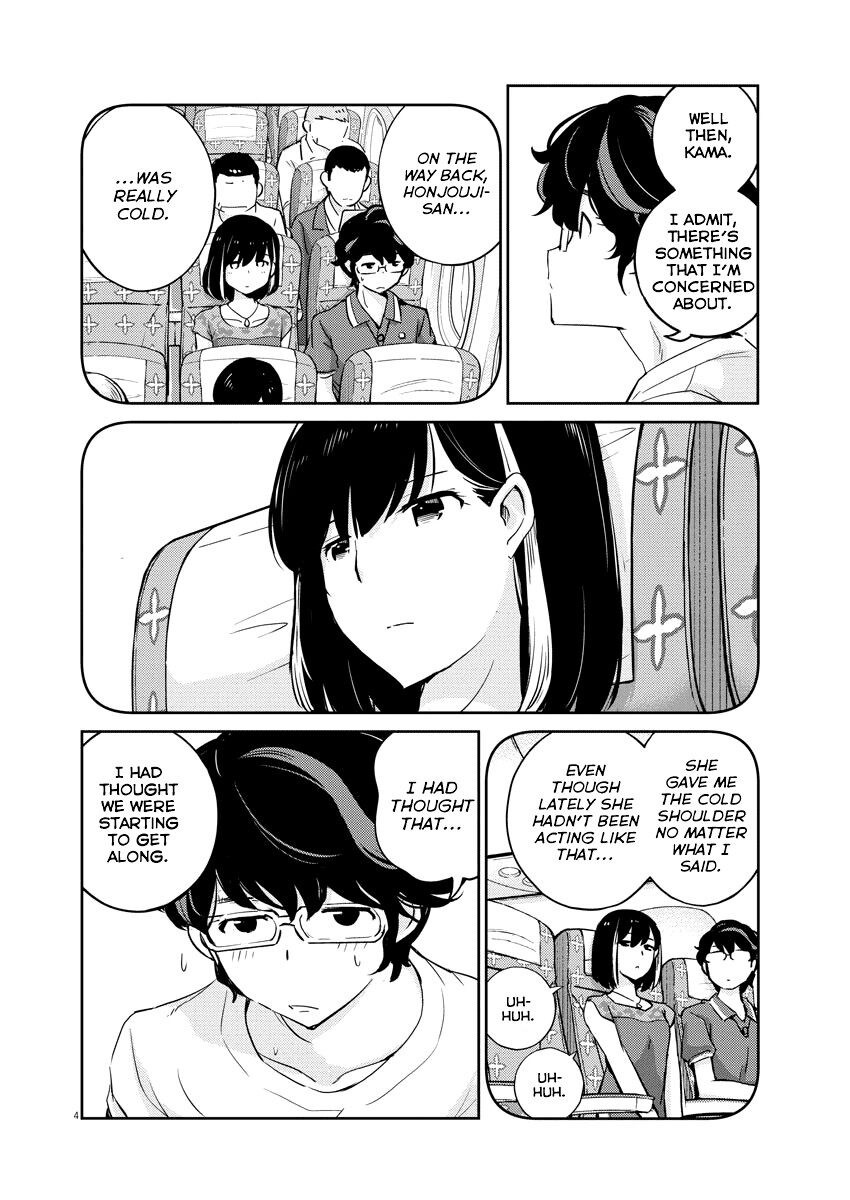 WELL
THEN,
KAMA.
I ADMIT,
THERE'S
SOMETHING
THAT I'M
CONCERNED
ABOUT.
ON THE
WAY BACK,
HONJOUJI-
SAN...
...WAS
REALLY
COLD.
SHE
GAVE ME
THE COLD
SHOULDER
NO MATTER
WHAT I
SAID.
EVEN
THOUGH
LATELY SHE
HADN'T BEEN
ACTING LIKE
THAT...
UH-
HUH.
UH-
HUH.
I HAD
THOUGHT
THAT...
I HAD
THOUGHT
WE WERE
STARTING
TO GET
ALONG.
4